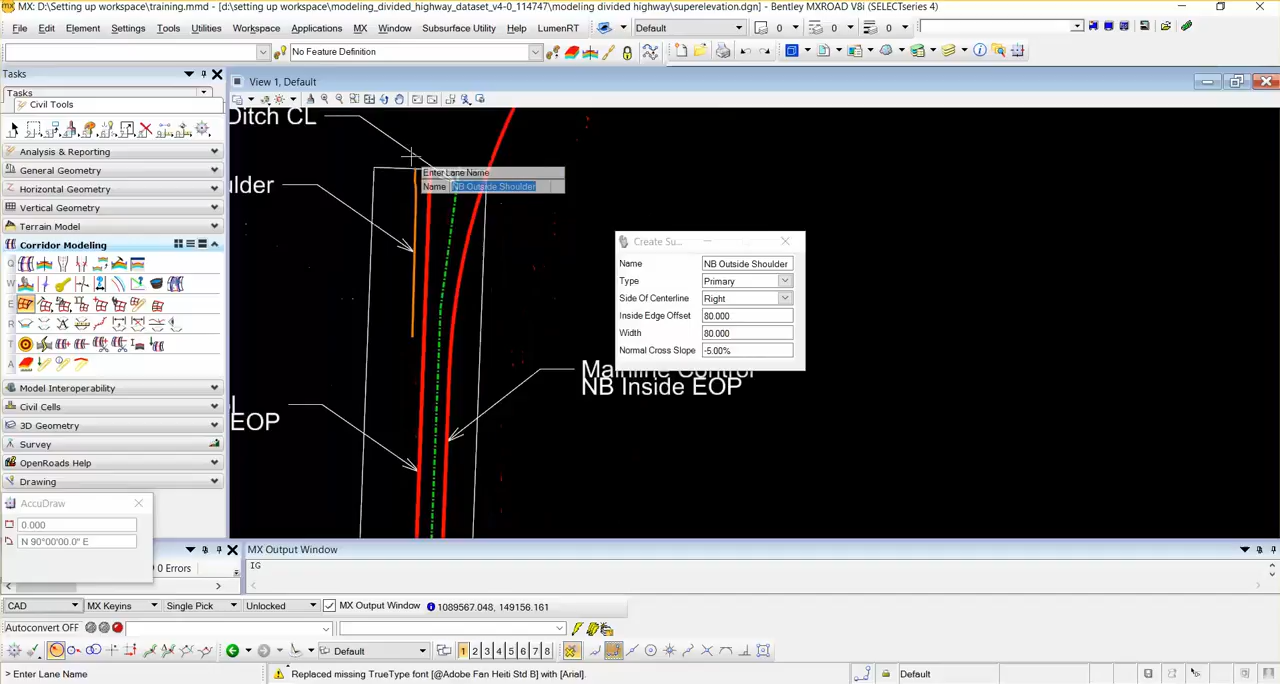 MX: D:\Setting up workspace\training.mmd - [d:\setting up workspace\modeling_divided_highway_dataset_v4-0_114747\modeling divided highway\superelevation.dgn] - Bentley MXROAD V8i (SELECTseries 4)
File Edit Element Settings Tools Utilities Workspace Applications MX Window Subsurface Utility Help LumenRT
Default 0 0 0
No Feature Definition
Tasks
Tasks
Civil Tools
View 1, Default
Analysis & Reporting
General Geometry
Horizontal Geometry
Vertical Geometry
Terrain Model
Corridor Modeling
Q
W
E
R
T
A
Model Interoperability
Civil Cells
3D Geometry
Survey
OpenRoads Help
Drawing
AccuDraw
0.000
N 90°00'00.0" E
Ditch CL
ulder
EOP
Mainline Control
NB Inside EOP
Enter Lane Name
Name NB Outside Shoulder
Create Su...
Name NB Outside Shoulder
Type Primary
Side Of Centerline Right
Inside Edge Offset 80.000
Width 80.000
Normal Cross Slope -5.00%
0 Errors
MX Output Window
IG
CAD MX Keyins Single Pick Unlocked MX Output Window 1089567.048, 149156.161
Autoconvert OFF
Default 1 2 3 4 5 6 7 8
> Enter Lane Name Replaced missing TrueType font [@Adobe Fan Heiti Std B] with [Arial]. Default